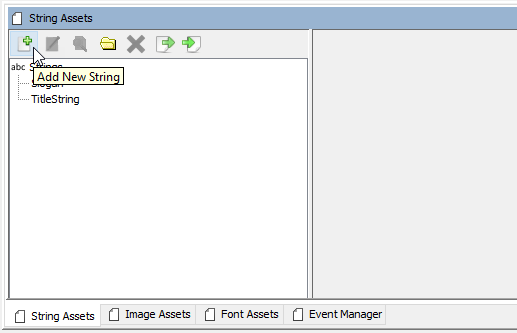 String Assets
abc Strings
Add New String
Slogan
TitleString
String Assets
Image Assets
Font Assets
Event Manager